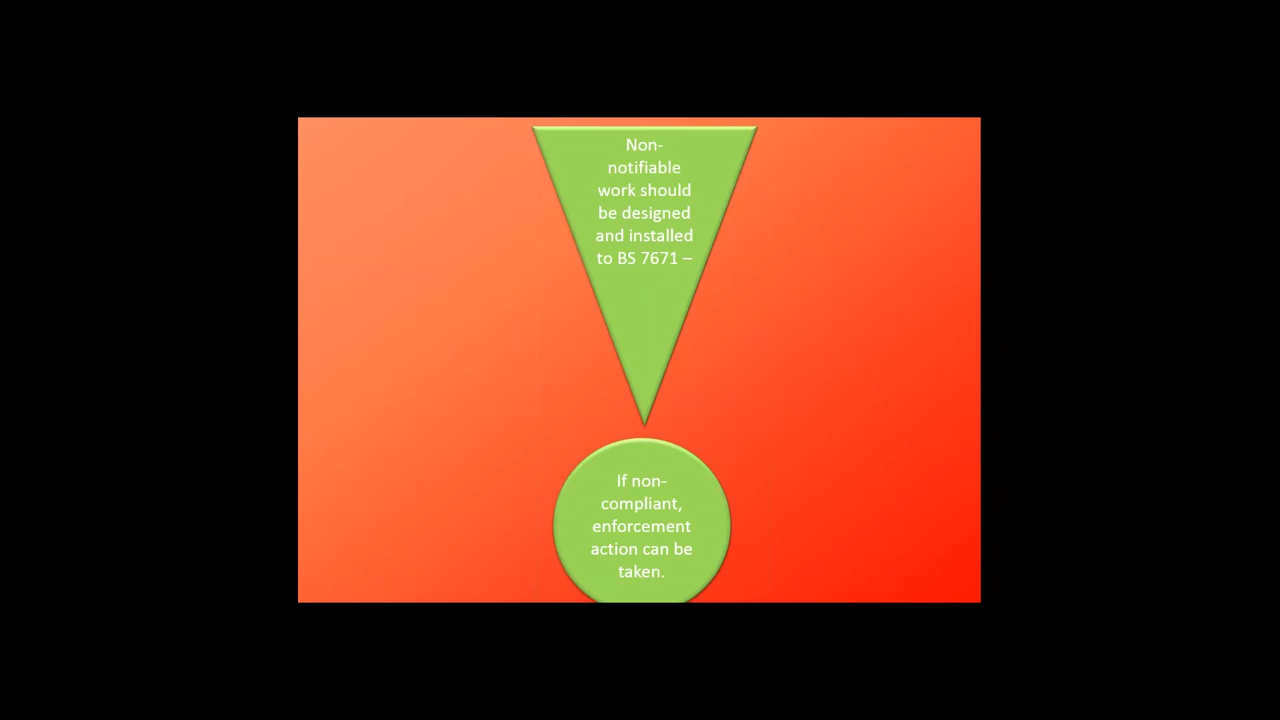 Non-
notifiable
work should
be designed
and installed
to BS 7671 –
If non-
compliant,
enforcement
action can be
taken.